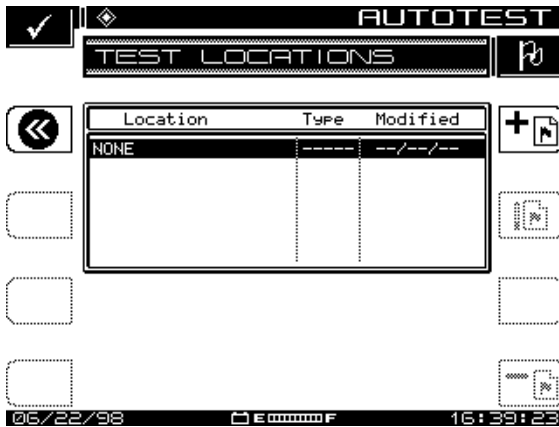 AUTOTEST
TEST LOCATIONS
Location Type Modified
NONE ----- --/--/--
06/22/98 E F 16:39:23